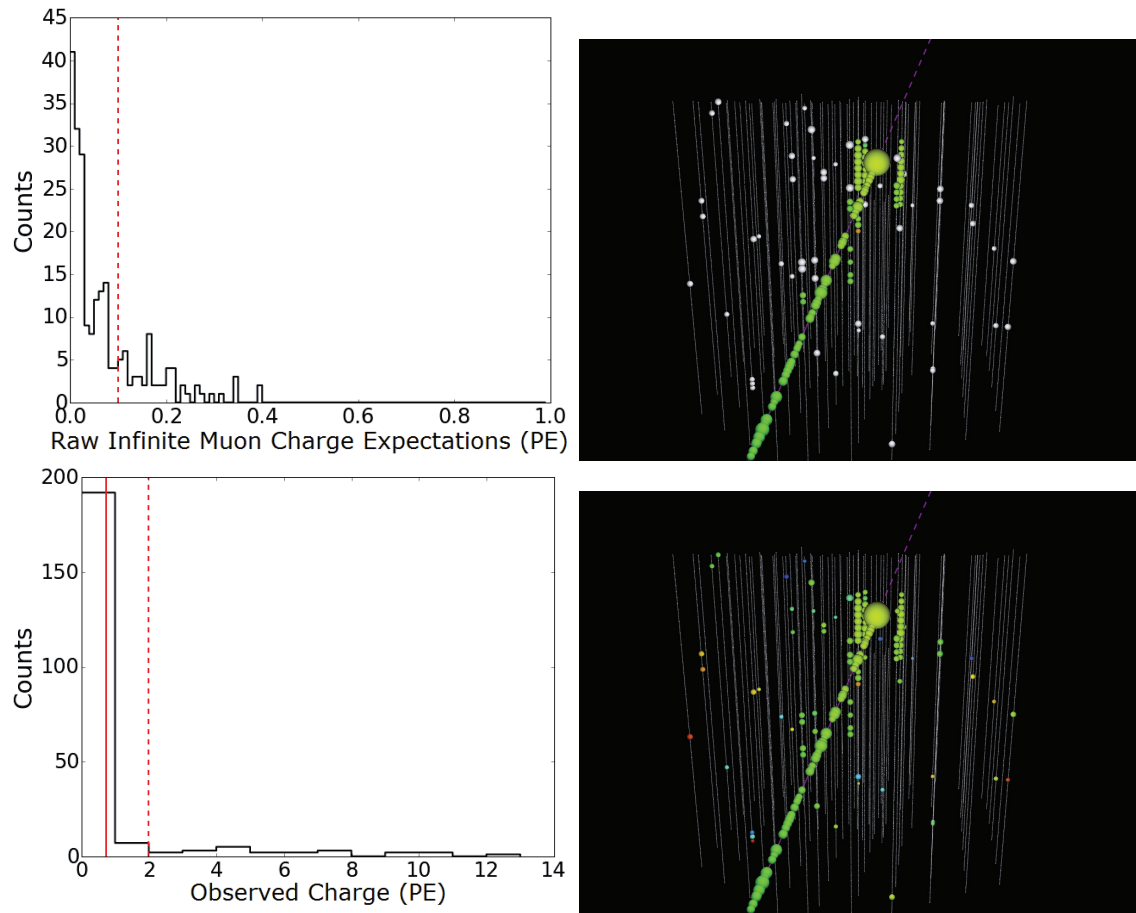 45
40
35
30
25
20
15
10
5
0
Counts
0.0 0.2 0.4 0.6 0.8 1.0
Raw Infinite Muon Charge Expectations (PE)
200
150
100
50
0
Counts
0 2 4 6 8 10 12 14
Observed Charge (PE)